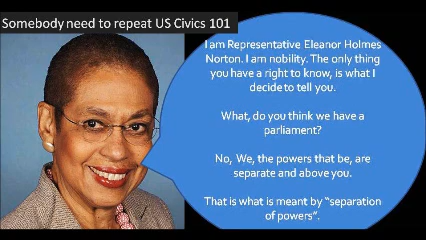 Somebody need to repeat US Civics 101
I am Representative Eleanor Holmes
Norton. I am nobility. The only thing
you have a right to know, is what I
decide to tell you.
What, do you think we have a
parliament?
No, We, the powers that be, are
separate and above you.
That is what is meant by “separation
of powers”.